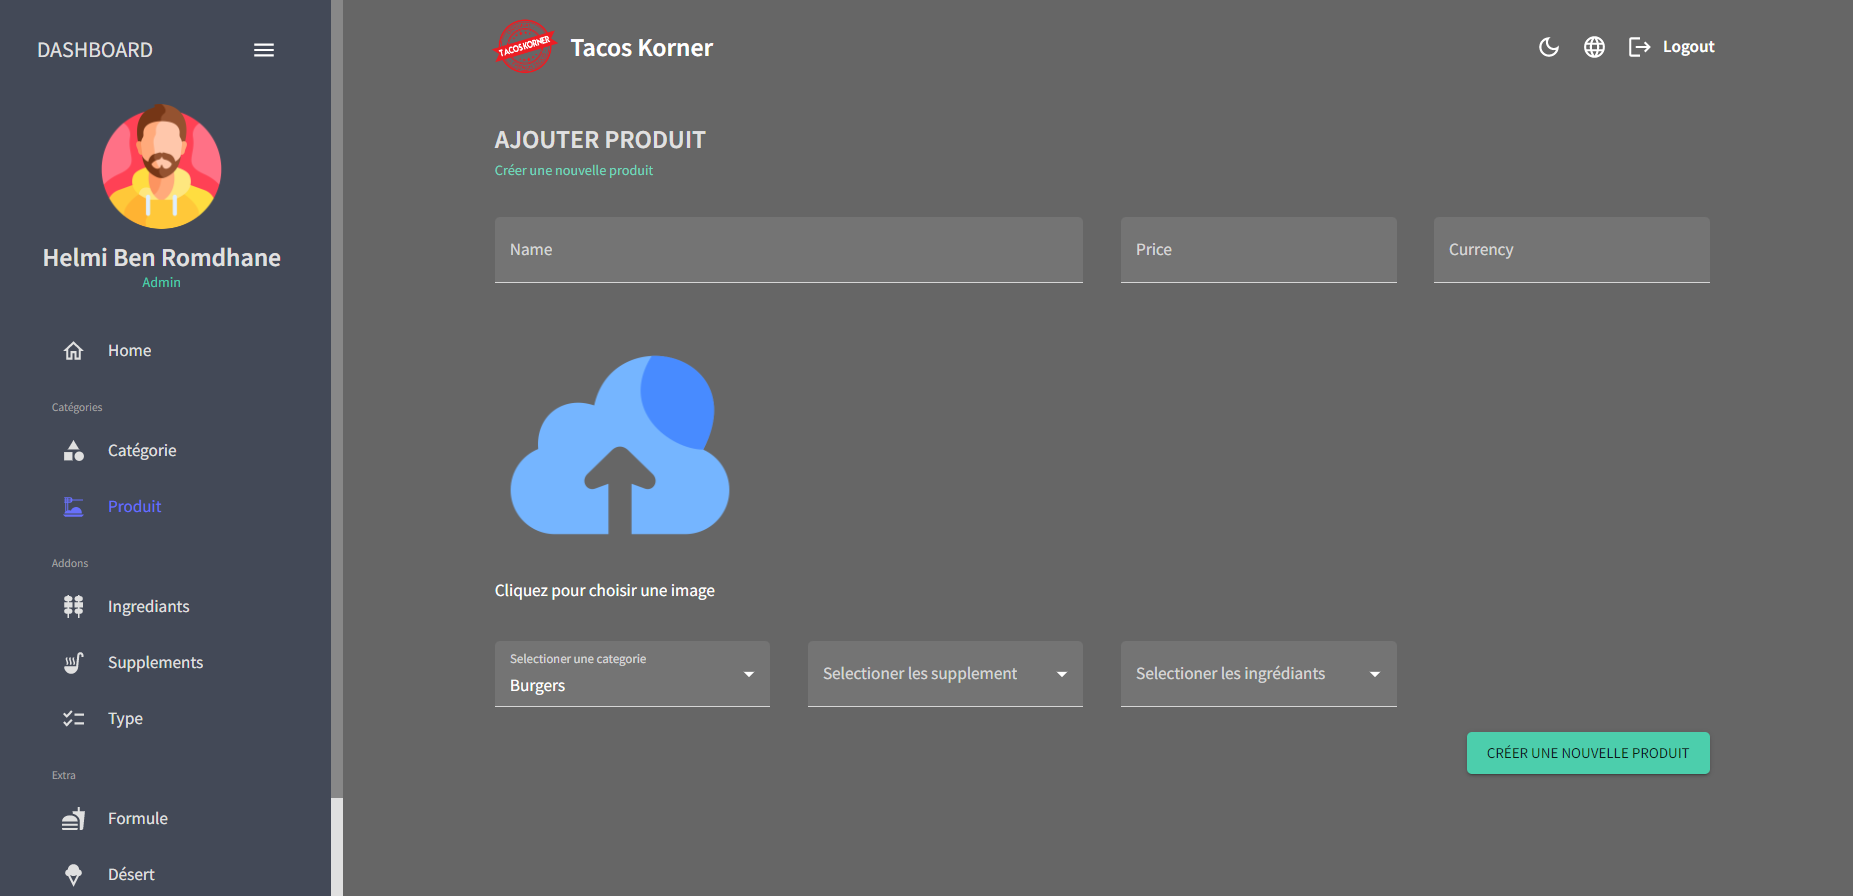 DASHBOARD
TACOS KORNER
Tacos Korner
Logout
Helmi Ben Romdhane
Admin
Home
Catégories
Catégorie
Produit
Addons
Ingrediants
Supplements
Type
Extra
Formule
Désert
AJOUTER PRODUIT
Créer une nouvelle produit
Name
Price
Currency
Cliquez pour choisir une image
Selectioner une categorie
Burgers
Selectioner les supplement
Selectioner les ingrédiants
CRÉER UNE NOUVELLE PRODUIT